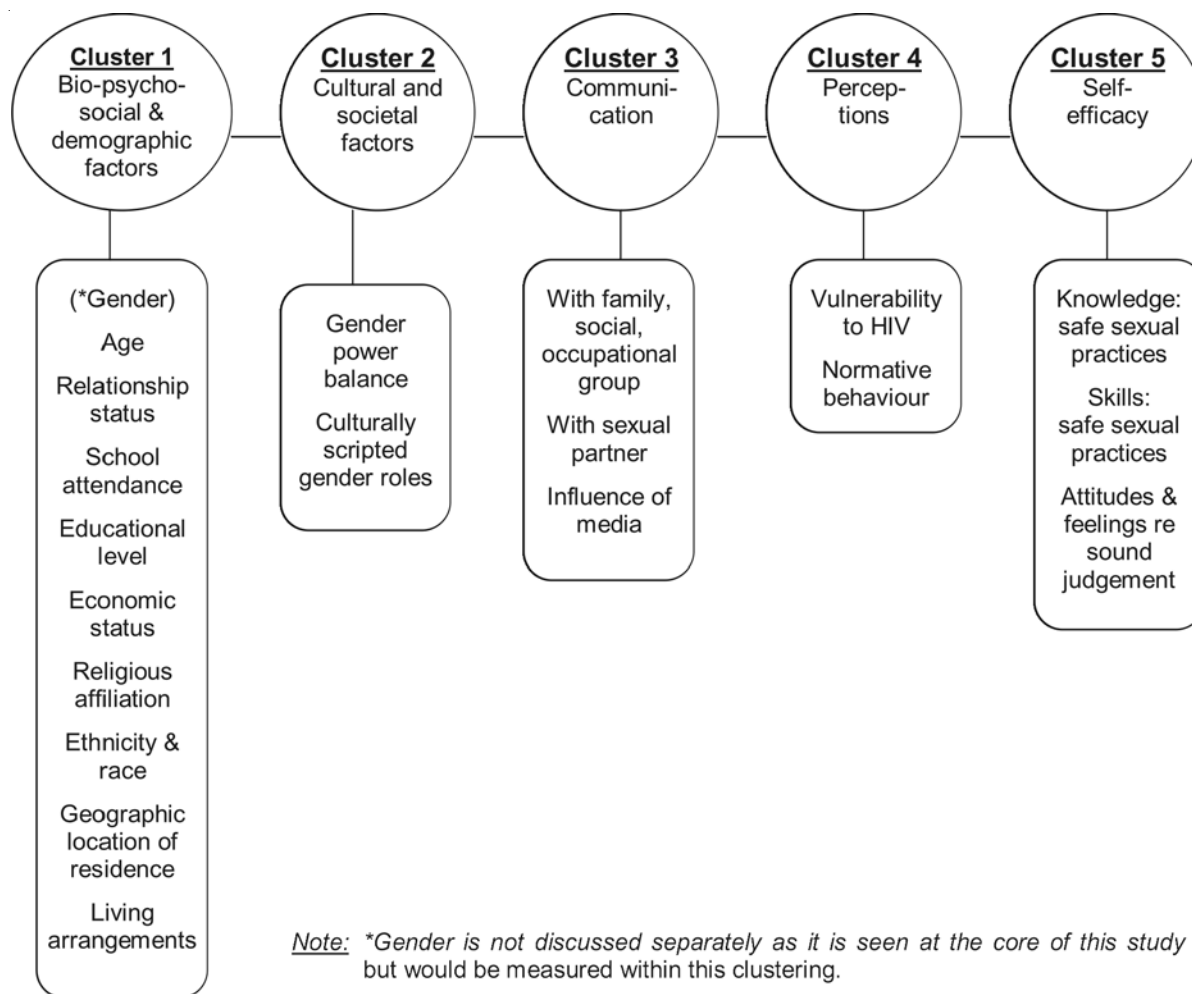 Cluster 1
Bio-psycho-
social &
demographic
factors
Cluster 2
Cultural and
societal
factors
Cluster 3
Communi-
cation
Cluster 4
Percep-
tions
Cluster 5
Self-
efficacy
(*Gender)
Age
Relationship
status
School
attendance
Educational
level
Economic
status
Religious
affiliation
Ethnicity &
race
Geographic
location of
residence
Living
arrangements
Gender
power
balance
Culturally
scripted
gender roles
With family,
social,
occupational
group
With sexual
partner
Influence of
media
Vulnerability
to HIV
Normative
behaviour
Knowledge:
safe sexual
practices
Skills:
safe sexual
practices
Attitudes &
feelings re
sound
judgement
Note: *Gender is not discussed separately as it is seen at the core of this study
but would be measured within this clustering.